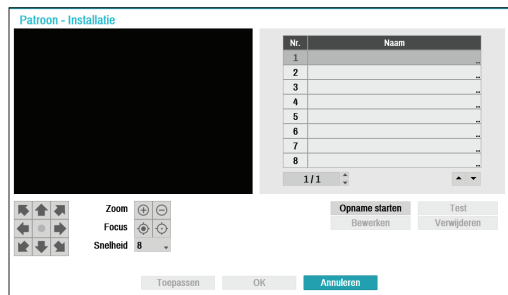 Patroon - Installatie
Nr. Naam
1 ..
2 ..
3 ..
4 ..
5 ..
6 ..
7 ..
8 ..
1 / 1
Zoom
Focus
Snelheid 8
Opname starten Test
Bewerken Verwijderen
Toepassen OK Annuleren